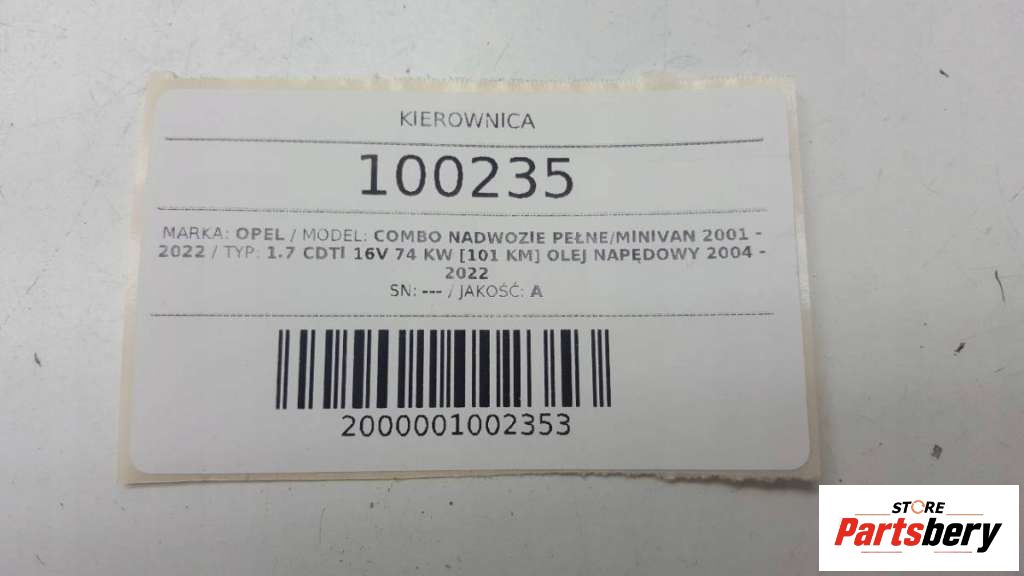 KIEROWNICA
100235
MARKA: OPEL / MODEL: COMBO NADWOZIE PEŁNE/MINIVAN 2001 -
2022 / TYP: 1.7 CDTI 16V 74 KW [101 KM] OLEJ NAPĘDOWY 2004 -
2022
SN: --- / JAKOŚĆ: A
2000001002353
STORE
Partsbery